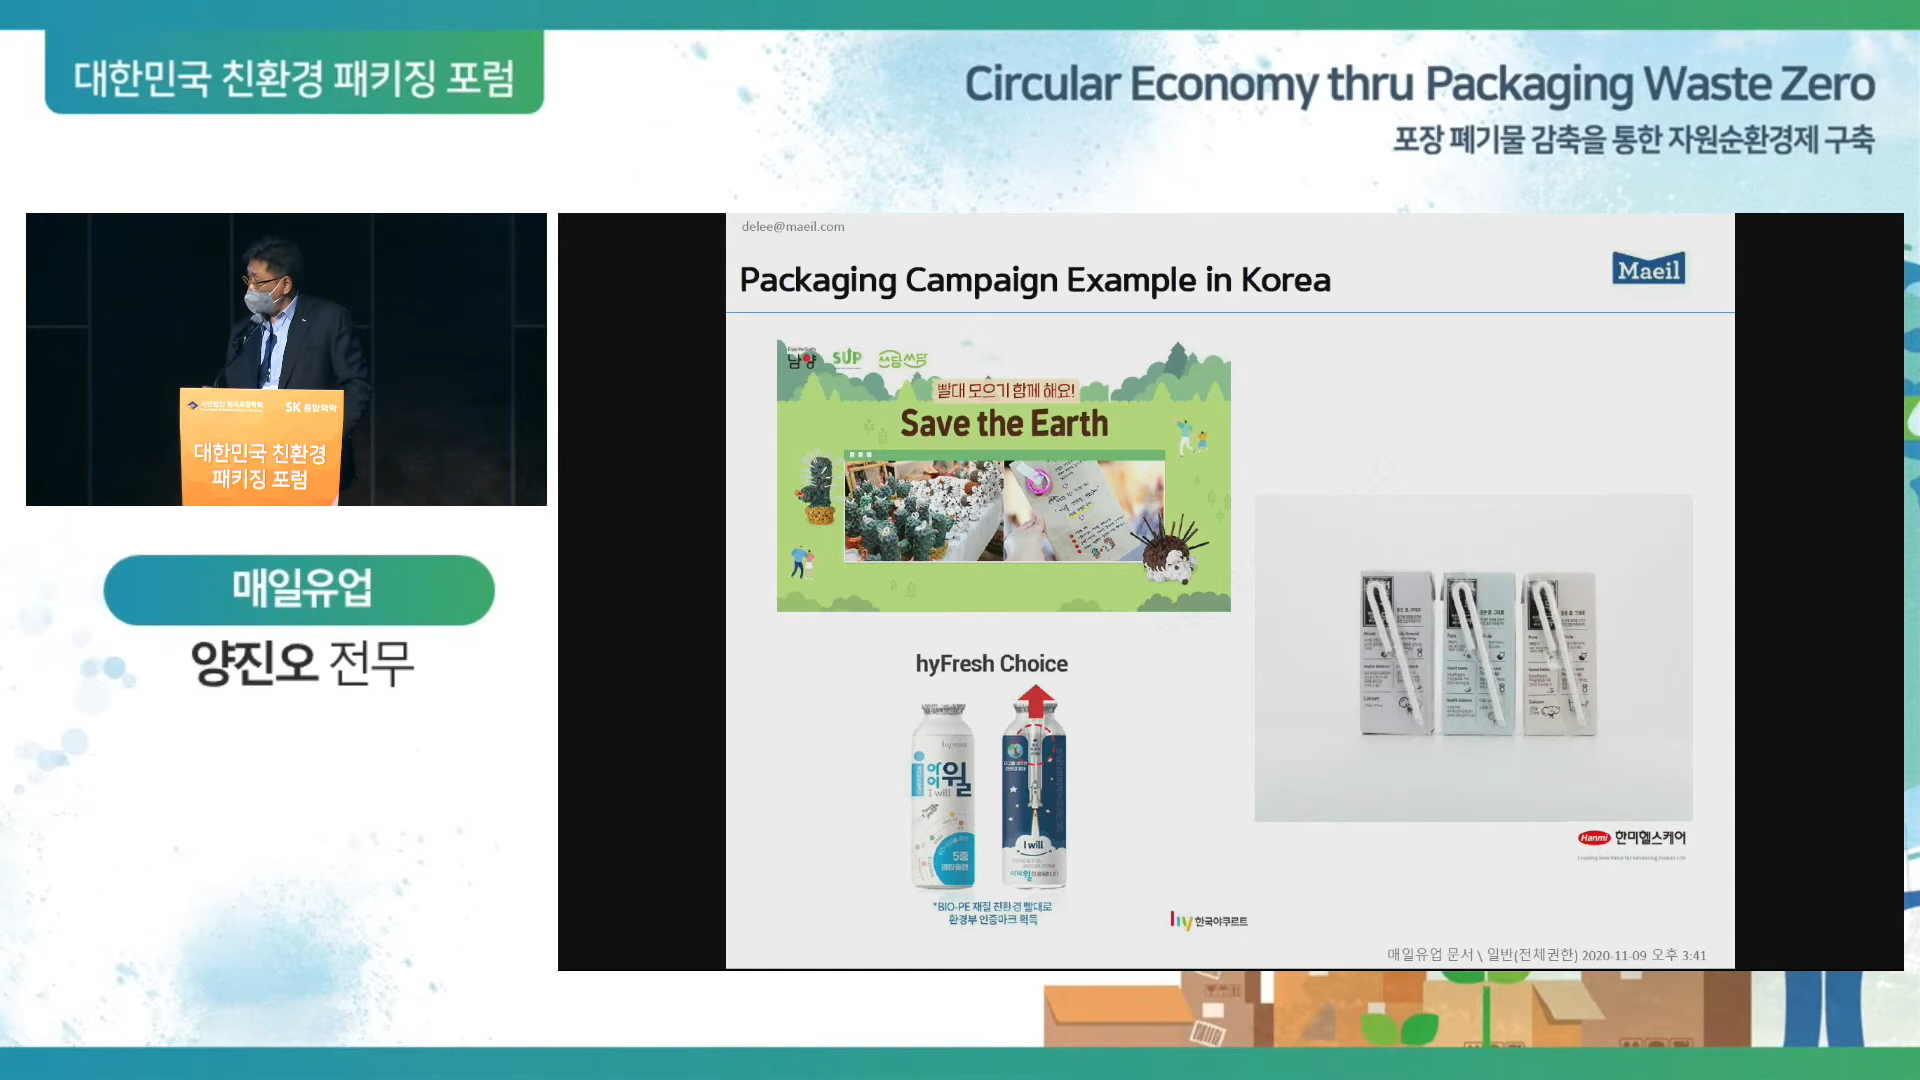 대한민국 친환경 패키징 포럼
Circular Economy thru Packaging Waste Zero
포장 폐기물 감축을 통한 자원순환경제 구축
SK 종합화학
대한민국 친환경
패키징 포럼
매일유업
양진오 전무
delee@maeil.com
Packaging Campaign Example in Korea
Maeil
남양
SUP
쓰담쓰담
빨대 모으기 함께 해요!
Save the Earth
hyFresh Choice
아이윌
I will
5중
I will
*BIO-PE 재질 친환경 빨대로
환경부 인증마크 획득
hy 한국야쿠르트
Hanmi 한미헬스케어
매일유업 문서 \ 일반(전체권한) 2020-11-09 오후 3:41